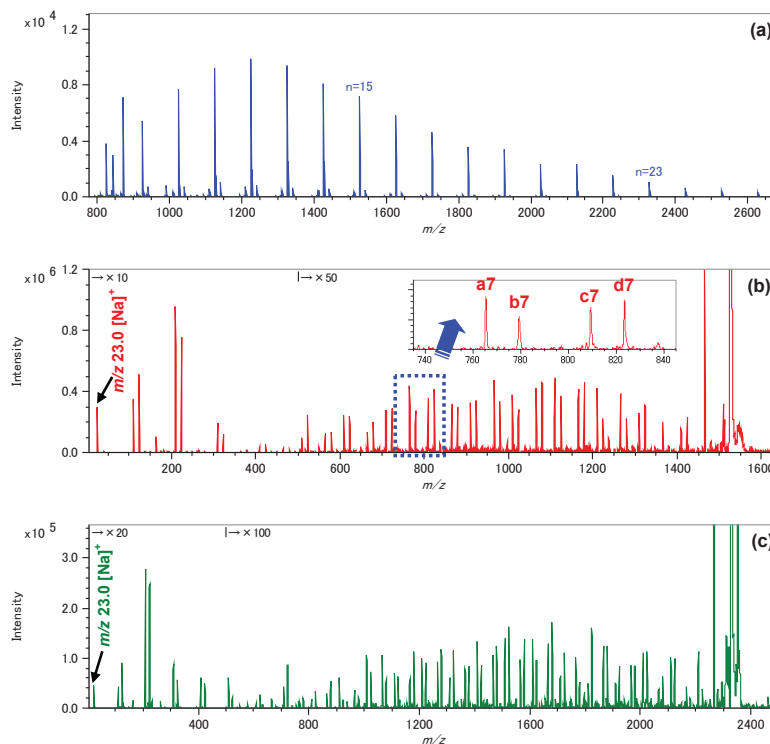 x10 4
(a)
1.2
0.8
0.4
0.0
Intensity
n=15
n=23
800 1000 1200 1400 1600 1800 2000 2200 2400 2600
m/z
x10 6
(b)
1.2
0.8
0.4
0.0
Intensity
→×10
→×50
m/z 23.0 [Na]+
a7 b7 c7 d7
740 760 780 800 820 840
200 400 600 800 1000 1200 1400 1600
m/z
x10 5
(c)
3.0
2.0
1.0
0.0
Intensity
→×20
→×100
m/z 23.0 [Na]+
400 800 1200 1600 2000 2400
m/z